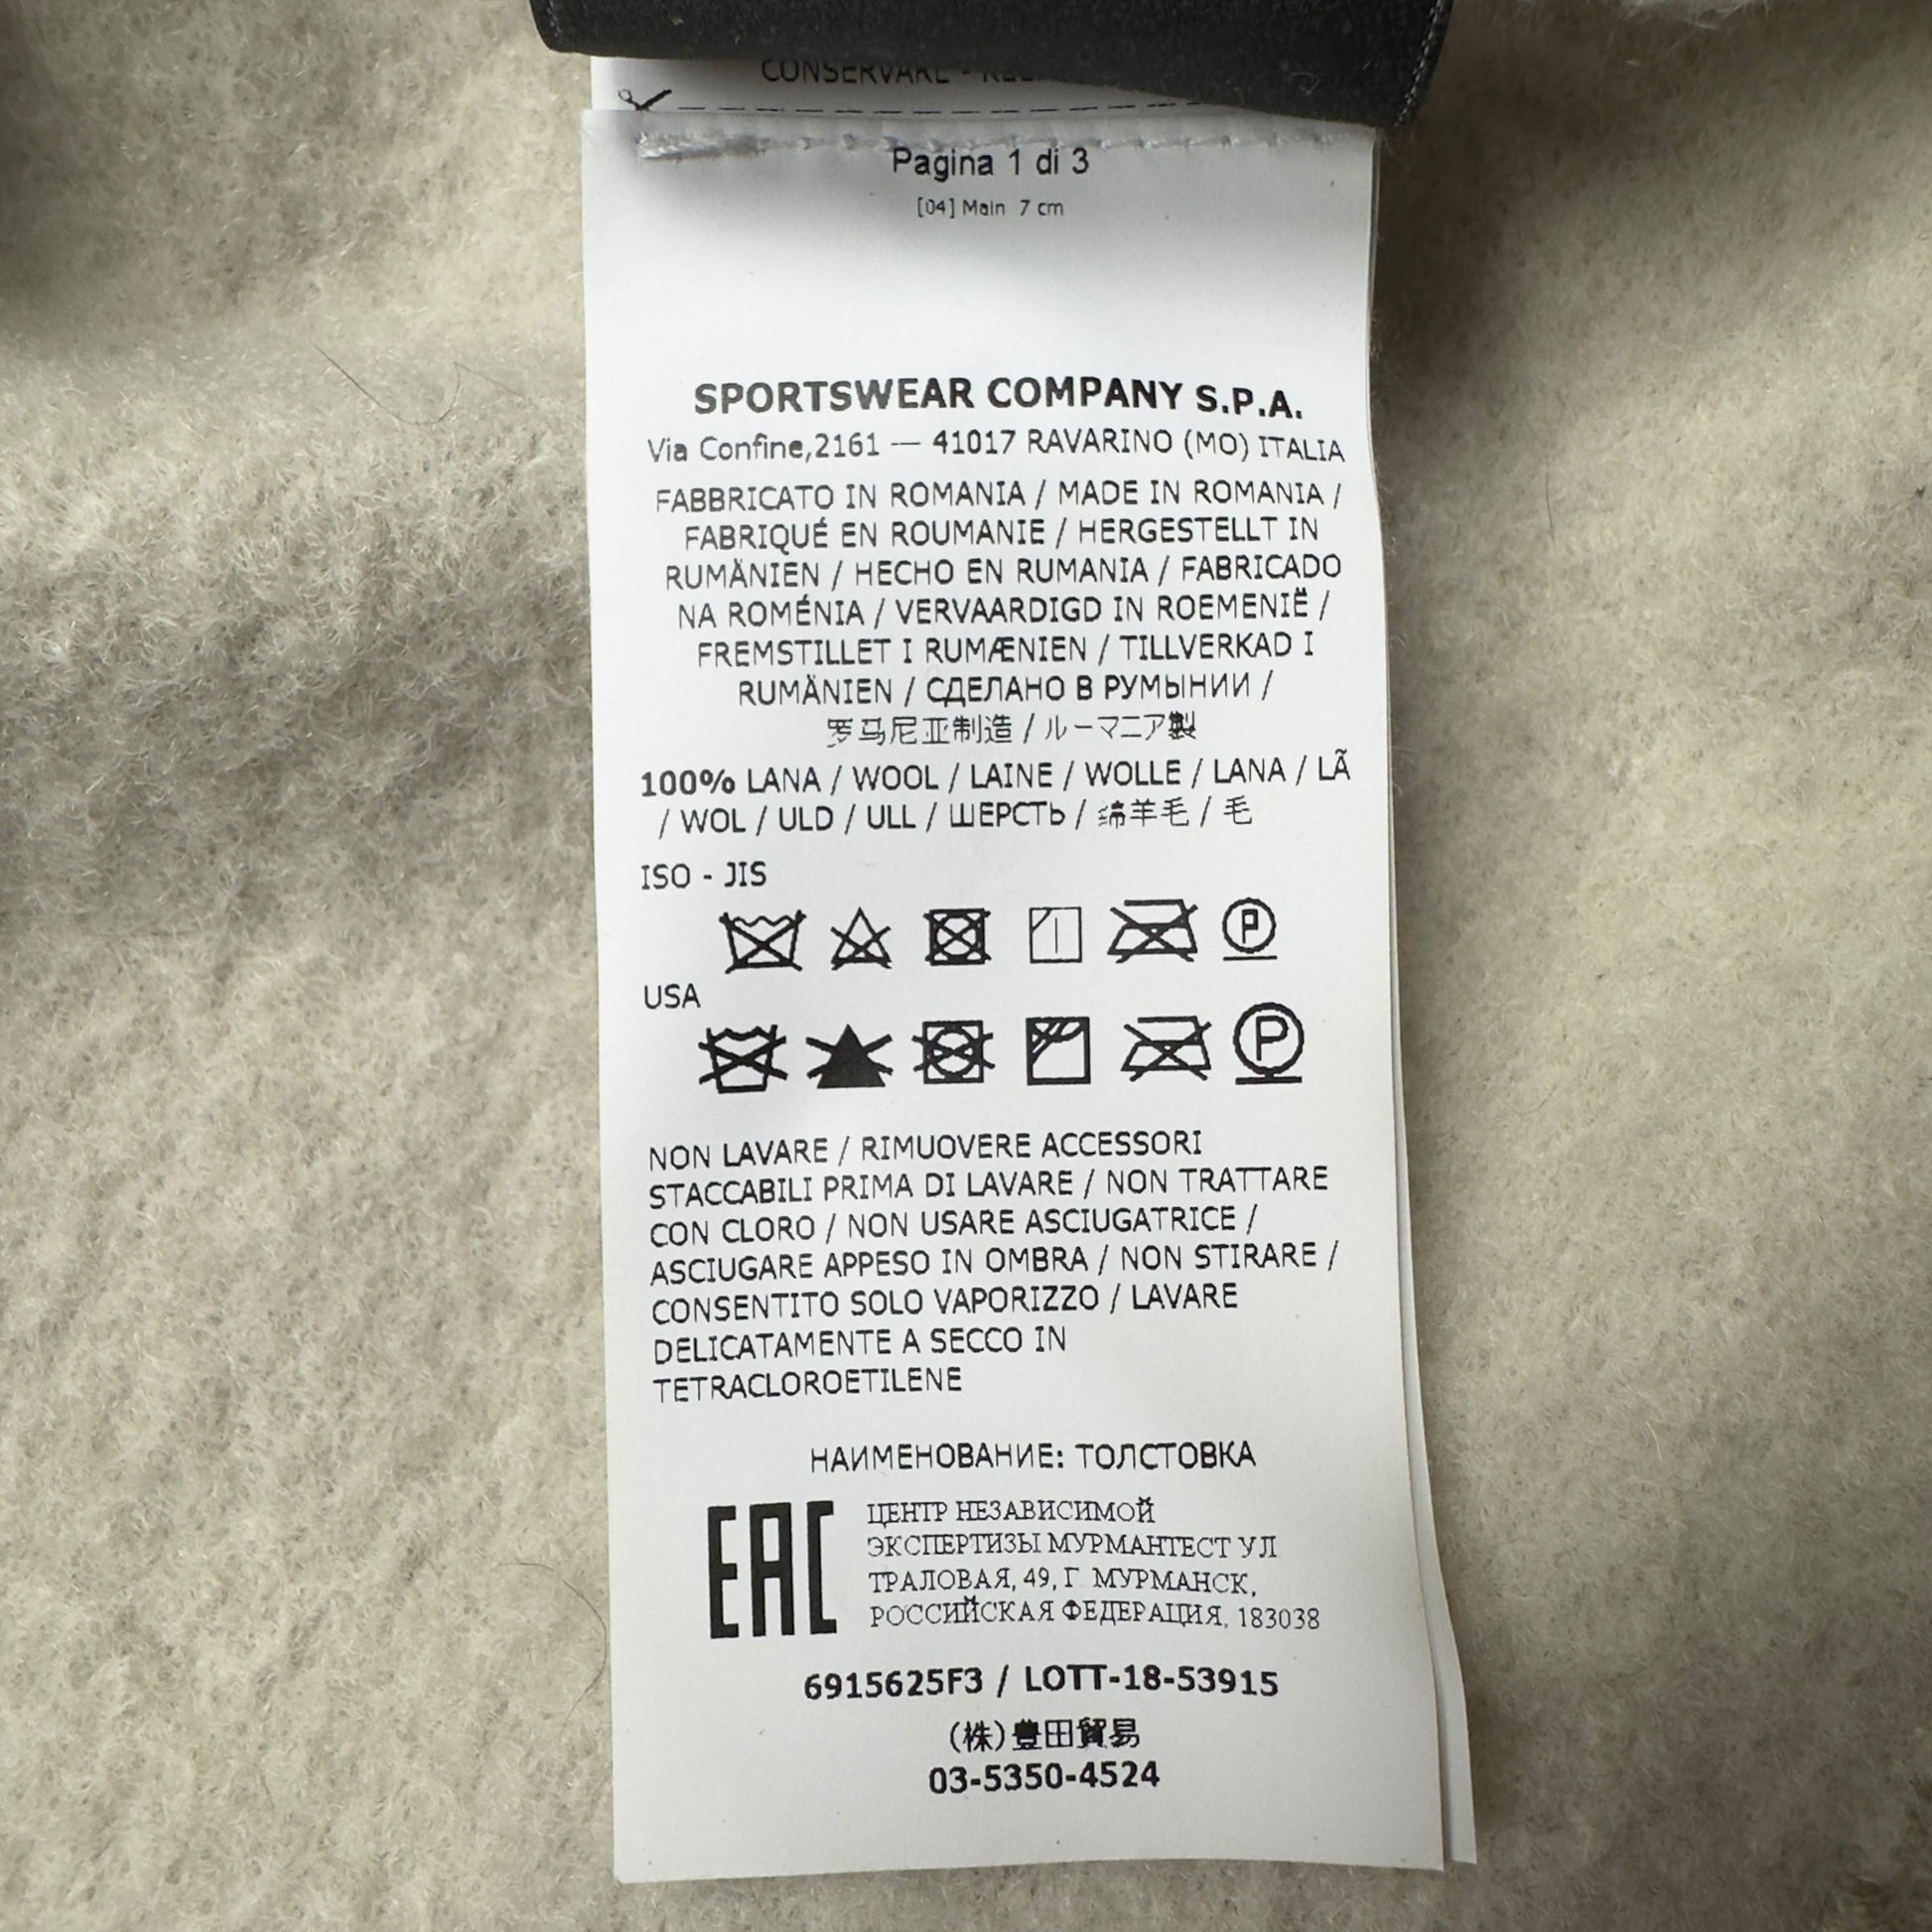 CONSERVARE -
Pagina 1 di 3
[04] Main 7 cm
SPORTSWEAR COMPANY S.P.A.
Via Confine,2161 — 41017 RAVARINO (MO) ITALIA
FABBRICATO IN ROMANIA / MADE IN ROMANIA /
FABRIQUÉ EN ROUMANIE / HERGESTELLT IN
RUMÄNIEN / HECHO EN RUMANIA / FABRICADO
NA ROMÉNIA / VERVAARDIGD IN ROEMENIË /
FREMSTILLET I RUMÆNIEN / TILLVERKAD I
RUMÄNIEN / СДЕЛАНО В РУМЫНИИ /
罗马尼亚制造 / ルーマニア製
100% LANA / WOOL / LAINE / WOLLE / LANA / LÃ
/ WOL / ULD / ULL / ШЕРСТЬ / 绵羊毛 / 毛
ISO - JIS
P
USA
P
NON LAVARE / RIMUOVERE ACCESSORI
STACCABILI PRIMA DI LAVARE / NON TRATTARE
CON CLORO / NON USARE ASCIUGATRICE /
ASCIUGARE APPESO IN OMBRA / NON STIRARE /
CONSENTITO SOLO VAPORIZZO / LAVARE
DELICATAMENTE A SECCO IN
TETRACLOROETILENE
НАИМЕНОВАНИЕ: ТОЛСТОВКА
EAC
ЦЕНТР НЕЗАВИСИМОЙ
ЭКСПЕРТИЗЫ МУРМАНТЕСТ УЛ
ТРАЛОВАЯ, 49, Г МУРМАНСК,
РОССИЙСКАЯ ФЕДЕРАЦИЯ, 183038
6915625F3 / LOTT-18-53915
(株)豊田貿易
03-5350-4524